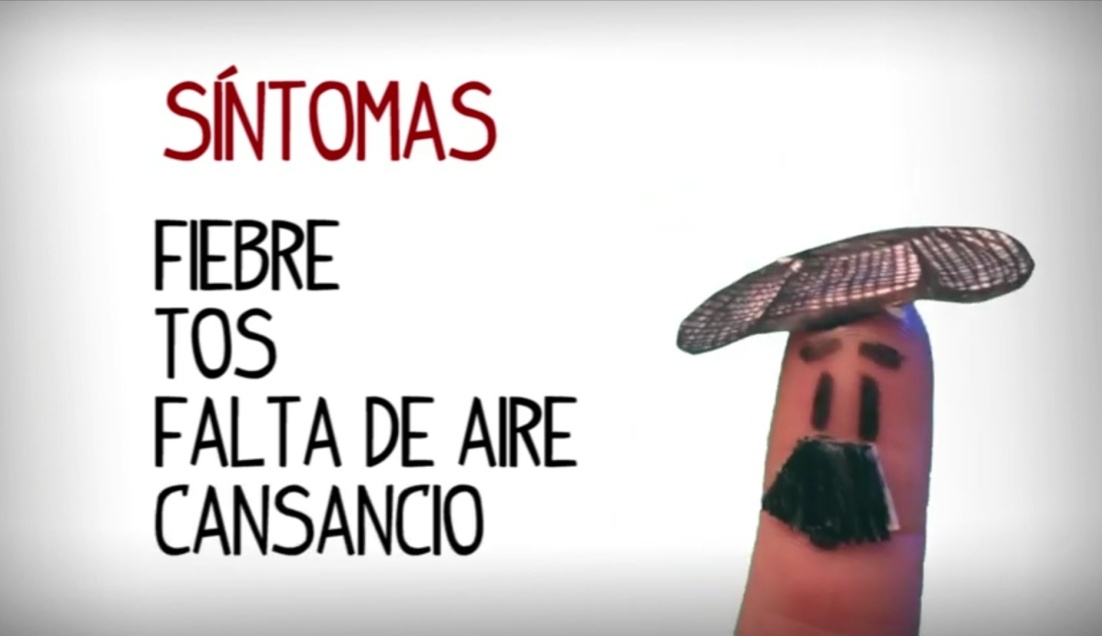 SÍNTOMAS
FIEBRE
TOS
FALTA DE AIRE
CANSANCIO